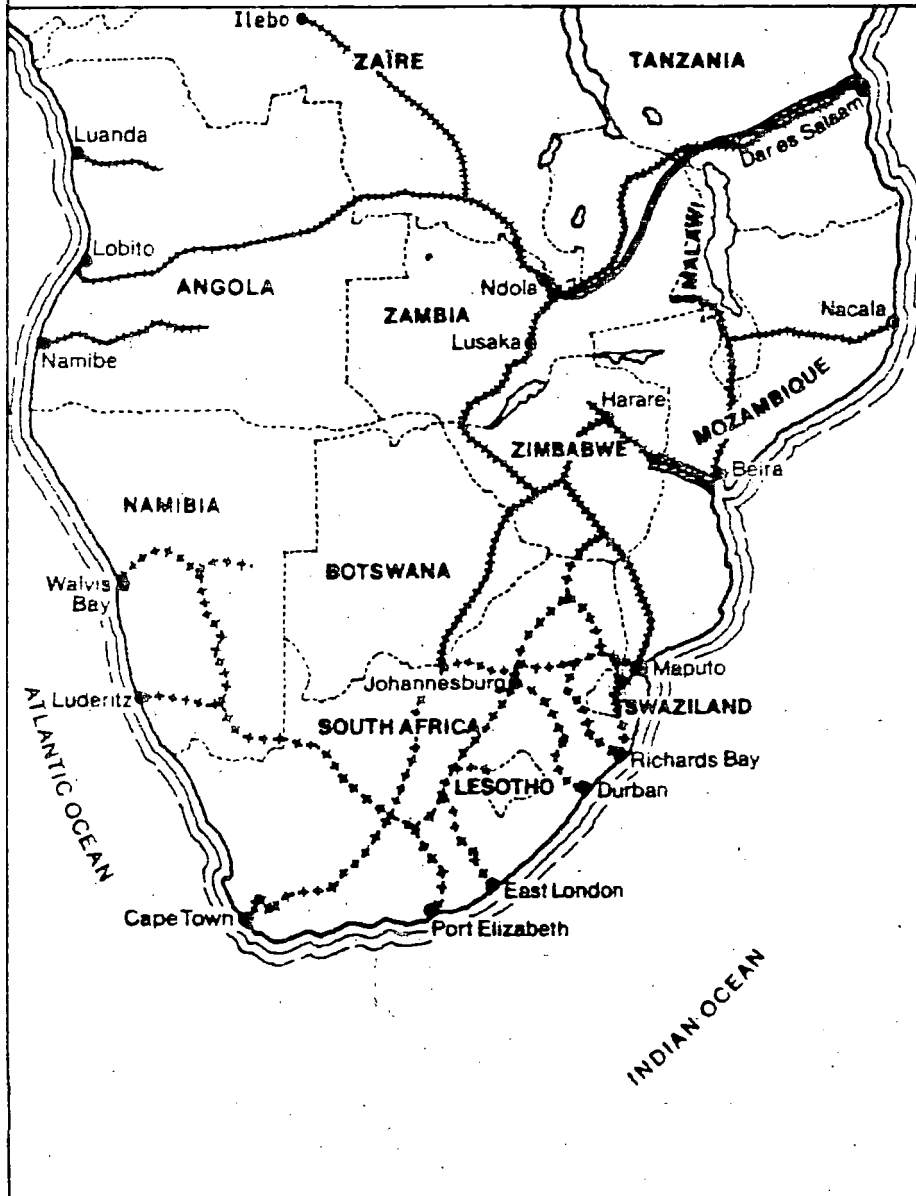 Ilebo
ZAÏRE
TANZANIA
Luanda
Dar es Salaam
Lobito
ANGOLA
Ndola
MALAWI
ZAMBIA
Nacala
Namibe
Lusaka
Harare
MOZAMBIQUE
ZIMBABWE
Beira
NAMIBIA
BOTSWANA
Walvis
Bay
Maputo
Johannesburg
Luderitz
SWAZILAND
SOUTH AFRICA
Richards Bay
LESOTHO
Durban
ATLANTIC OCEAN
East London
Cape Town
Port Elizabeth
INDIAN OCEAN